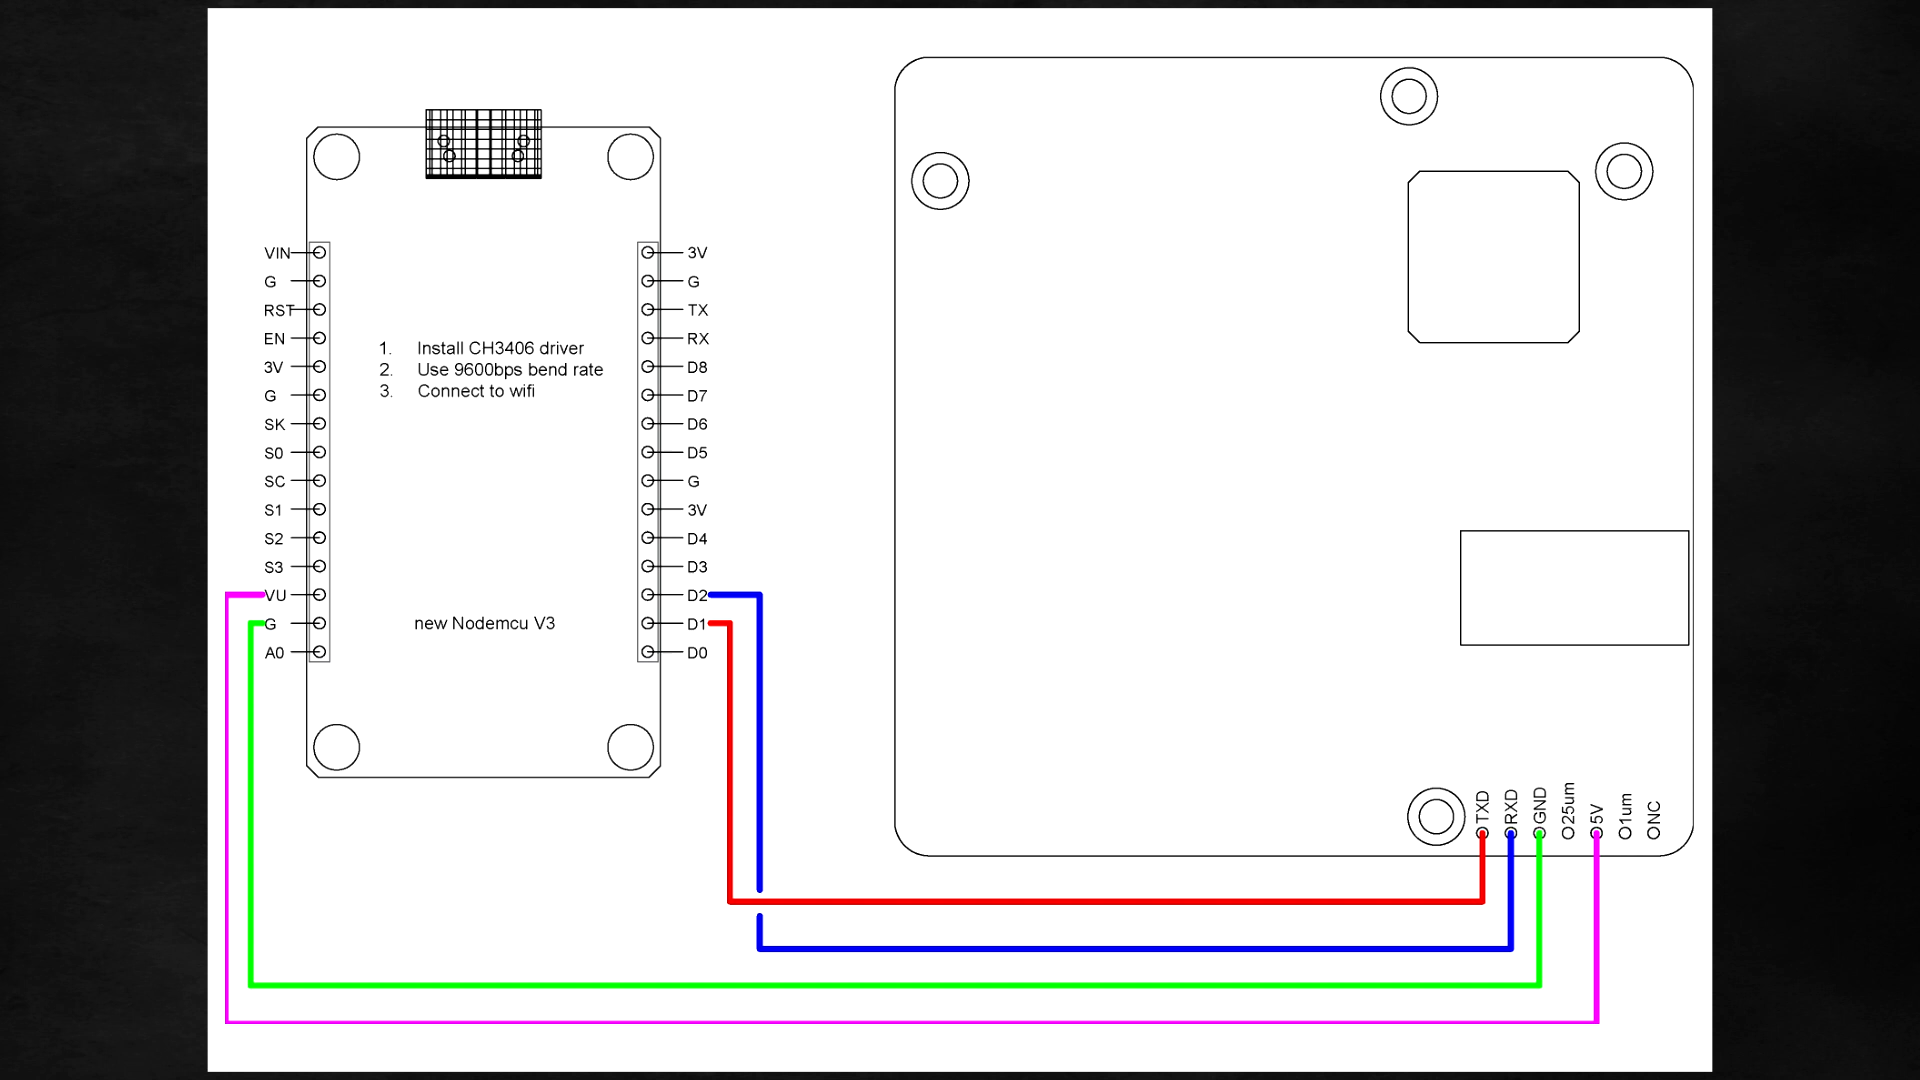 VIN
G
RST
EN
3V
G
SK
S0
SC
S1
S2
S3
VU
G
A0
1. Install CH3406 driver
2. Use 9600bps bend rate
3. Connect to wifi
new Nodemcu V3
3V
G
TX
RX
D8
D7
D6
D5
G
3V
D4
D3
D2
D1
D0
TXD
RXD
GND
25um
5V
1um
NC